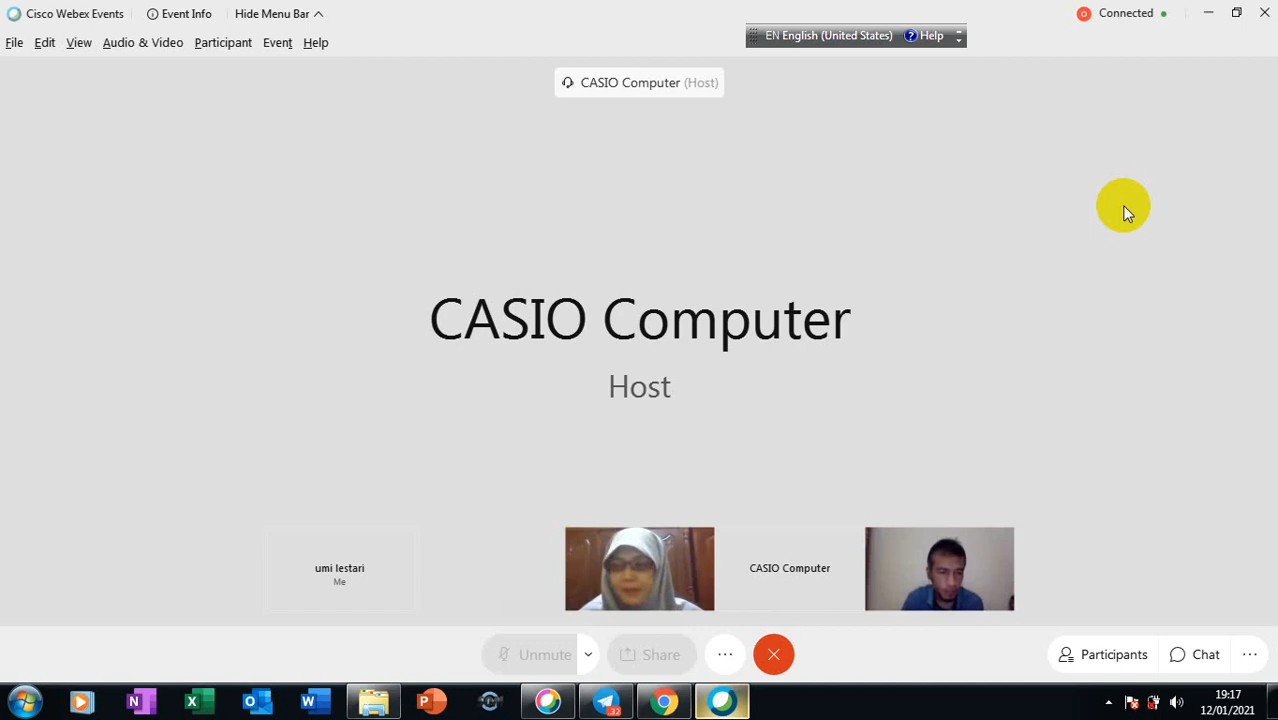 Cisco Webex Events Event Info Hide Menu Bar Connected
File Edit View Audio & Video Participant Event Help
EN English (United States) Help
CASIO Computer (Host)
CASIO Computer
Host
umi lestari
Me
CASIO Computer
Unmute Share Participants Chat
32
19:17
12/01/2021